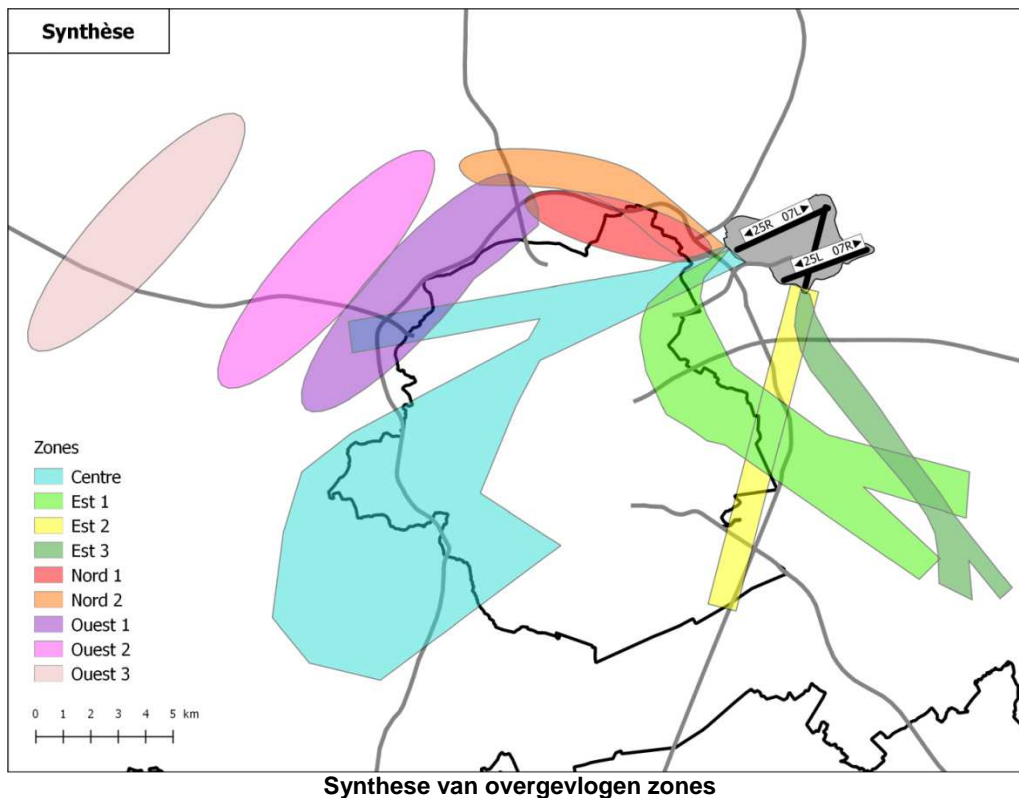 Synthèse
◄25R 07L►
◄25L 07R►
Zones
Centre
Est 1
Est 2
Est 3
Nord 1
Nord 2
Ouest 1
Ouest 2
Ouest 3
0 1 2 3 4 5 km
Synthese van overgevlogen zones